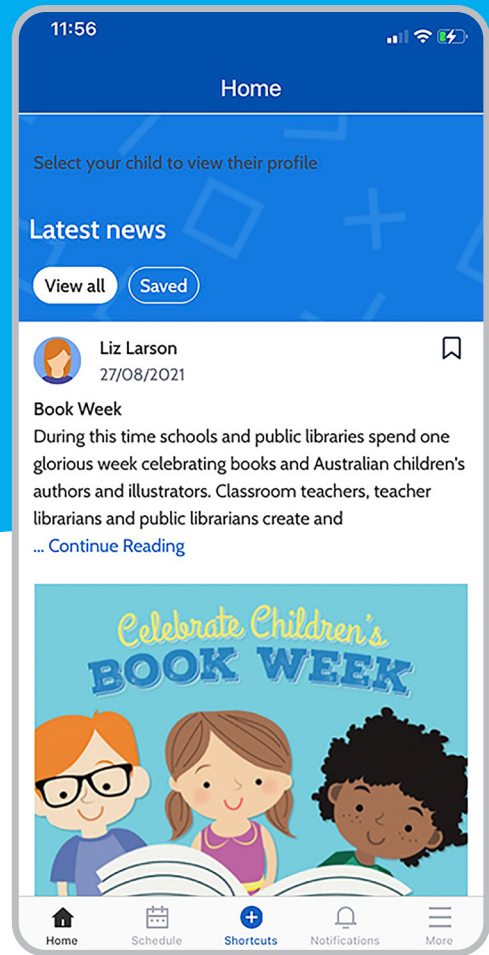 11:56
Home
Select your child to view their profile
Latest news
View all
Saved
Liz Larson
27/08/2021
Book Week
During this time schools and public libraries spend one
glorious week celebrating books and Australian children's
authors and illustrators. Classroom teachers, teacher
librarians and public librarians create and
... Continue Reading
Celebrate Children's
BOOK WEEK
Home
Schedule
Shortcuts
Notifications
More